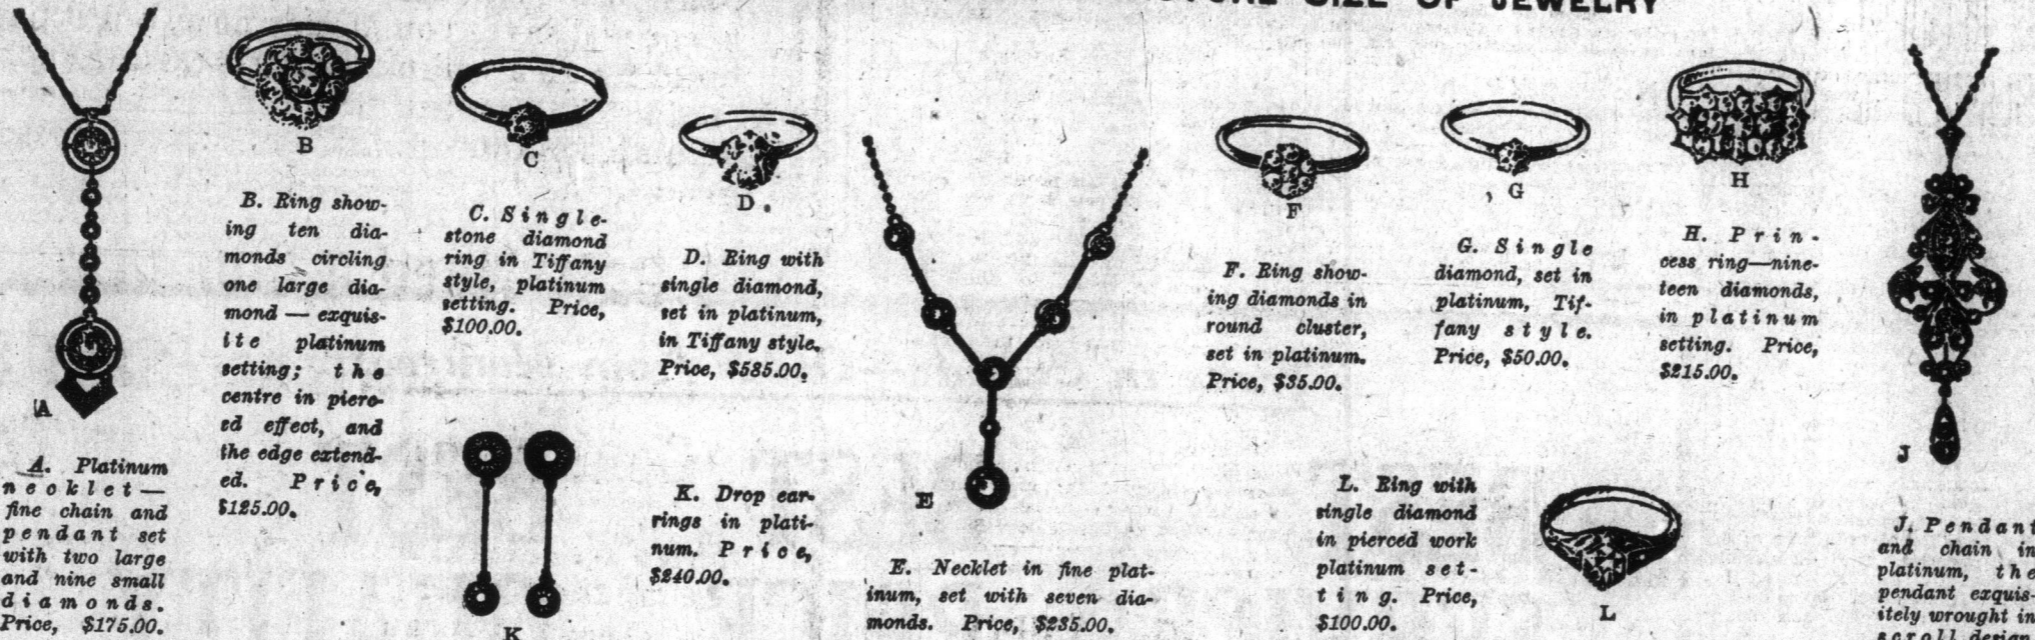 SIZE OF JEWELRY
B
C
D.
F
G
H
A
E
J
K
L
A. Platinum
necklet—
fine chain and
pendant set
with two large
and nine small
diamonds.
Price, $175.00.
B. Ring show-
ing ten dia-
monds circling
one large dia-
mond — exquis-
ite platinum
setting; the
centre in pierc-
ed effect, and
the edge extend-
ed. Price,
$125.00.
C. Single-
stone diamond
ring in Tiffany
style, platinum
setting. Price,
$100.00.
D. Ring with
single diamond,
set in platinum,
in Tiffany style.
Price, $585.00.
K. Drop ear-
rings in plati-
num. Price,
$240.00.
E. Necklet in fine plat-
inum, set with seven dia-
monds. Price, $235.00.
F. Ring show-
ing diamonds in
round cluster,
set in platinum.
Price, $35.00.
G. Single
diamond, set in
platinum, Tif-
fany style.
Price, $50.00.
H. Prin-
cess ring—nine-
teen diamonds,
in platinum
setting. Price,
$215.00.
L. Ring with
single diamond
in pierced work
platinum set-
ting. Price,
$100.00.
J. Pendant
and chain in
platinum, the
pendant exquis-
itely wrought in
scroll design